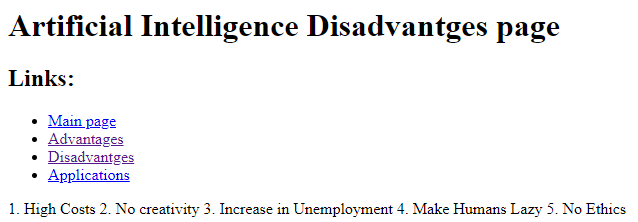 Artificial Intelligence Disadvantges page
Links:
Main page
Advantages
Disadvantges
Applications
1. High Costs 2. No creativity 3. Increase in Unemployment 4. Make Humans Lazy 5. No Ethics